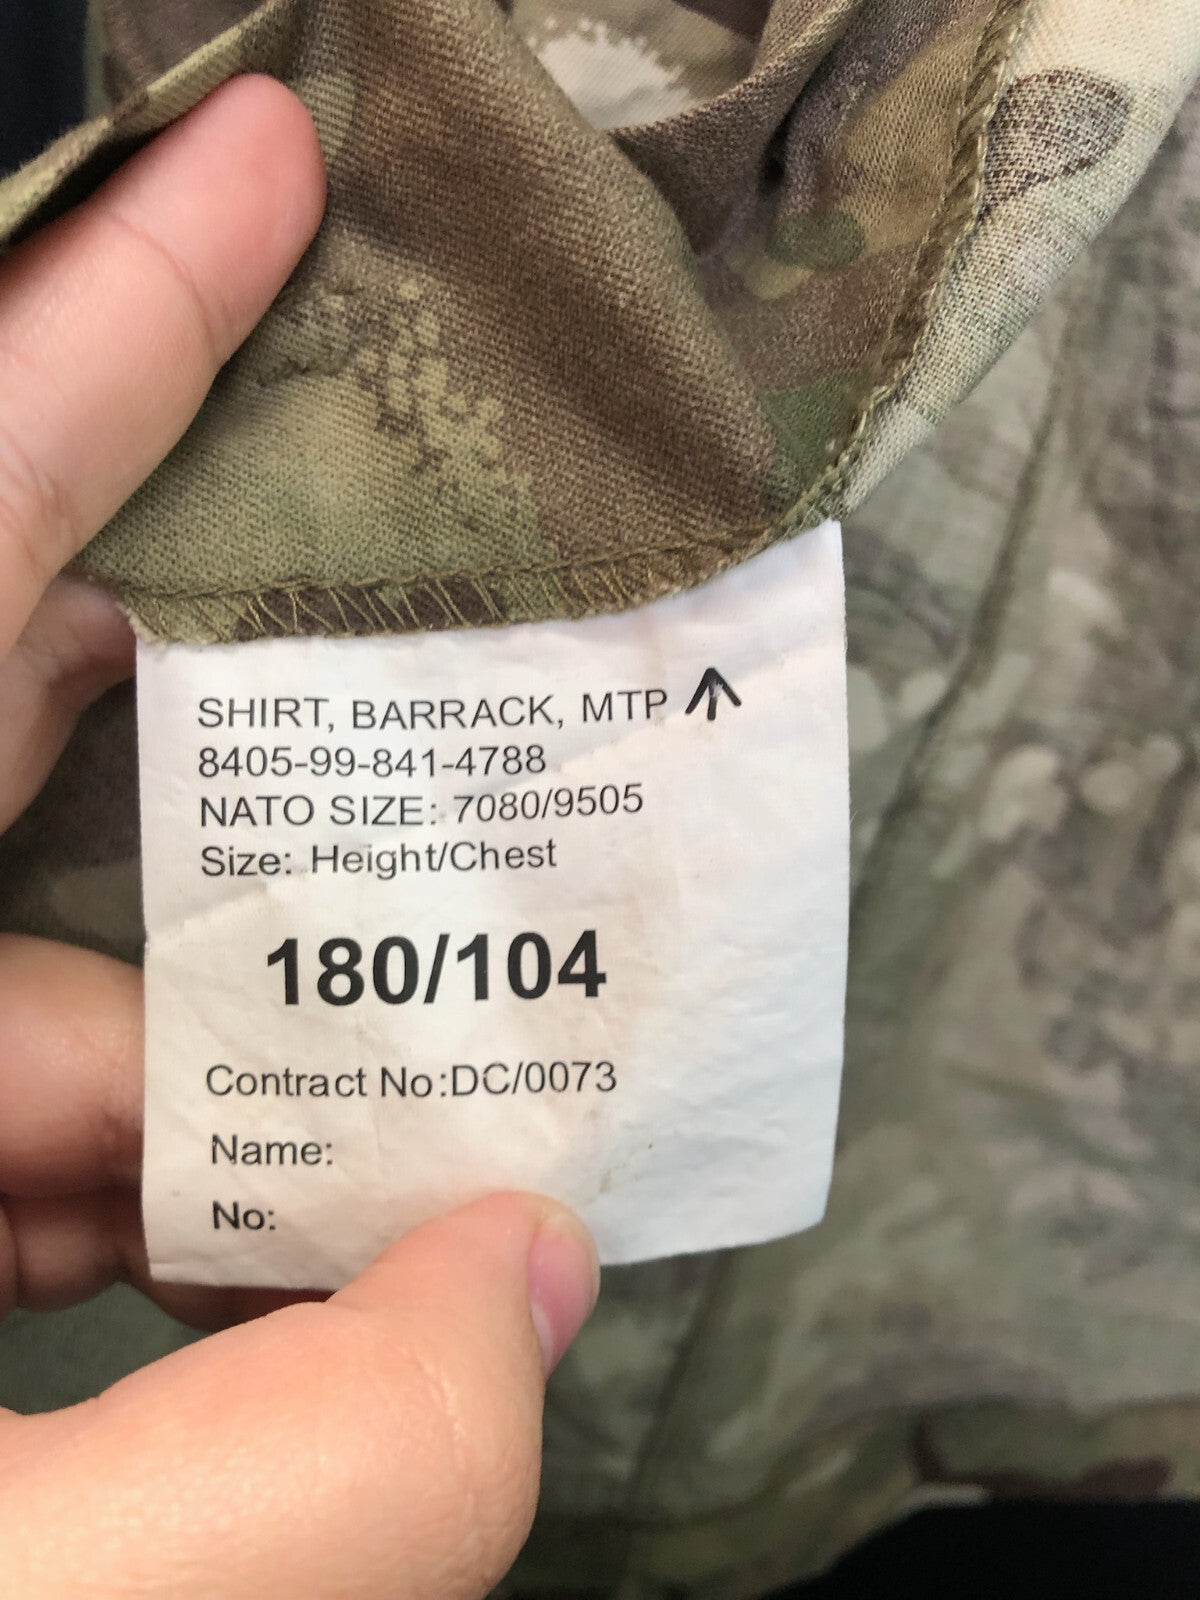 SHIRT, BARRACK, MTP
8405-99-841-4788
NATO SIZE: 7080/9505
Size: Height/Chest
180/104
Contract No:DC/0073
Name:
No: